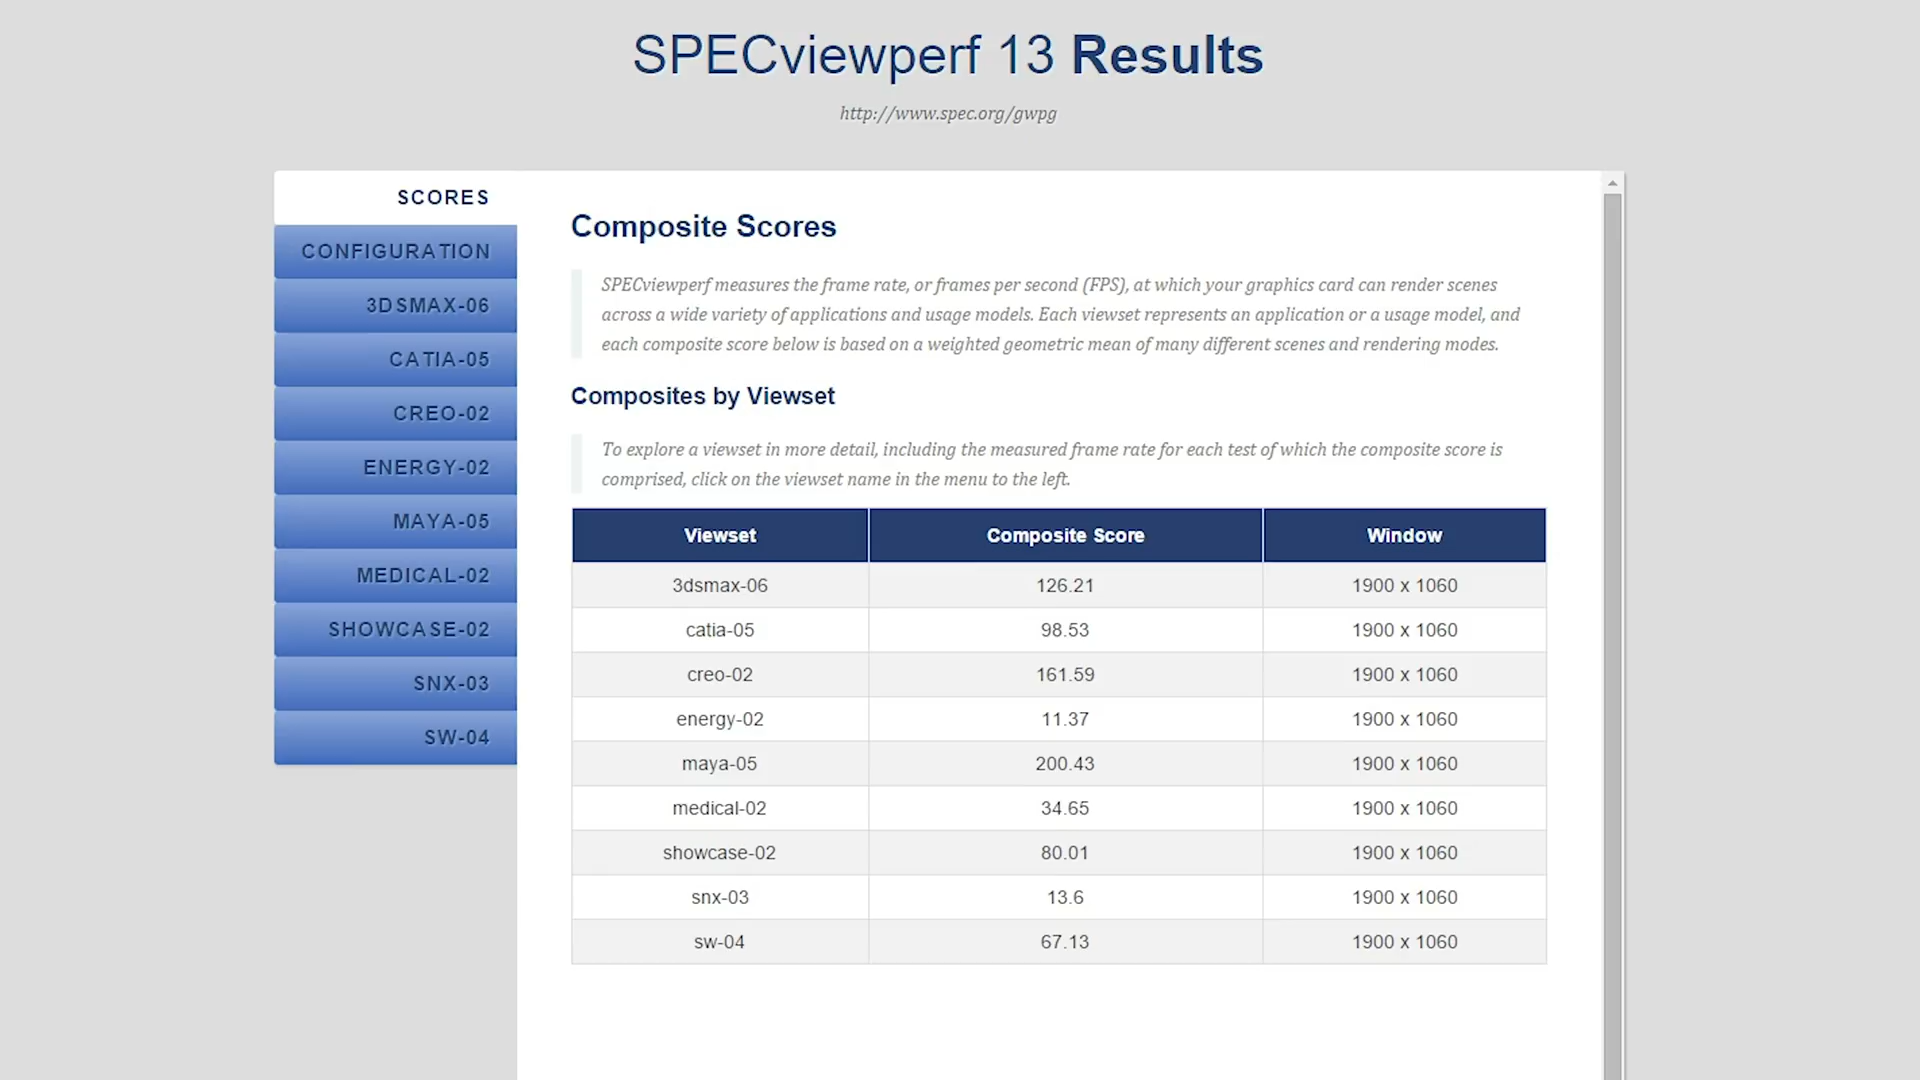 SPECviewperf 13 Results
http://www.spec.org/gwpg
SCORES
CONFIGURATION
3DSMAX-06
CATIA-05
CREO-02
ENERGY-02
MAYA-05
MEDICAL-02
SHOWCASE-02
SNX-03
SW-04
Composite Scores
SPECviewperf measures the frame rate, or frames per second (FPS), at which your graphics card can render scenes
across a wide variety of applications and usage models. Each viewset represents an application or a usage model, and
each composite score below is based on a weighted geometric mean of many different scenes and rendering modes.
Composites by Viewset
To explore a viewset in more detail, including the measured frame rate for each test of which the composite score is
comprised, click on the viewset name in the menu to the left.
Viewset Composite Score Window
3dsmax-06 126.21 1900 x 1060
catia-05 98.53 1900 x 1060
creo-02 161.59 1900 x 1060
energy-02 11.37 1900 x 1060
maya-05 200.43 1900 x 1060
medical-02 34.65 1900 x 1060
showcase-02 80.01 1900 x 1060
snx-03 13.6 1900 x 1060
sw-04 67.13 1900 x 1060